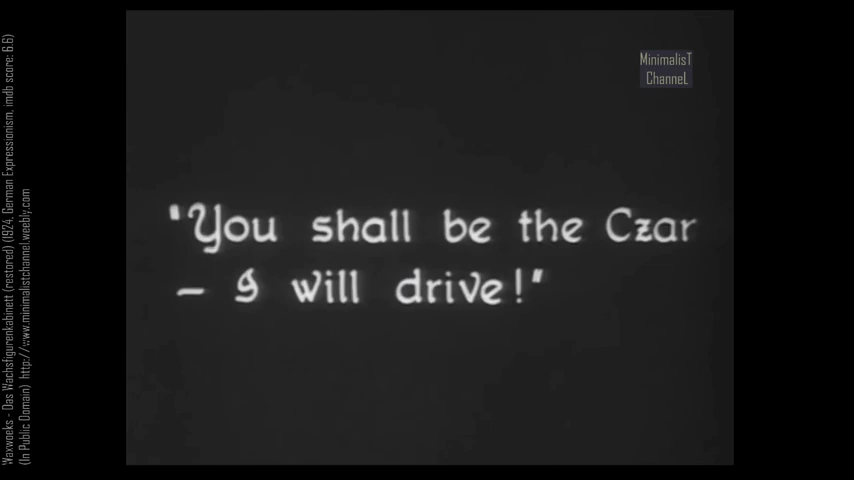 "You shall be the Czar
– I will drive!"
MinimalisT
ChanneL
Waxwoeks - Das Wachsfigurenkabinett (restored) (1924, German Expressionism, imdb score: 6.6)
(In Public Domain) http://www.minimalistchannel.weebly.com